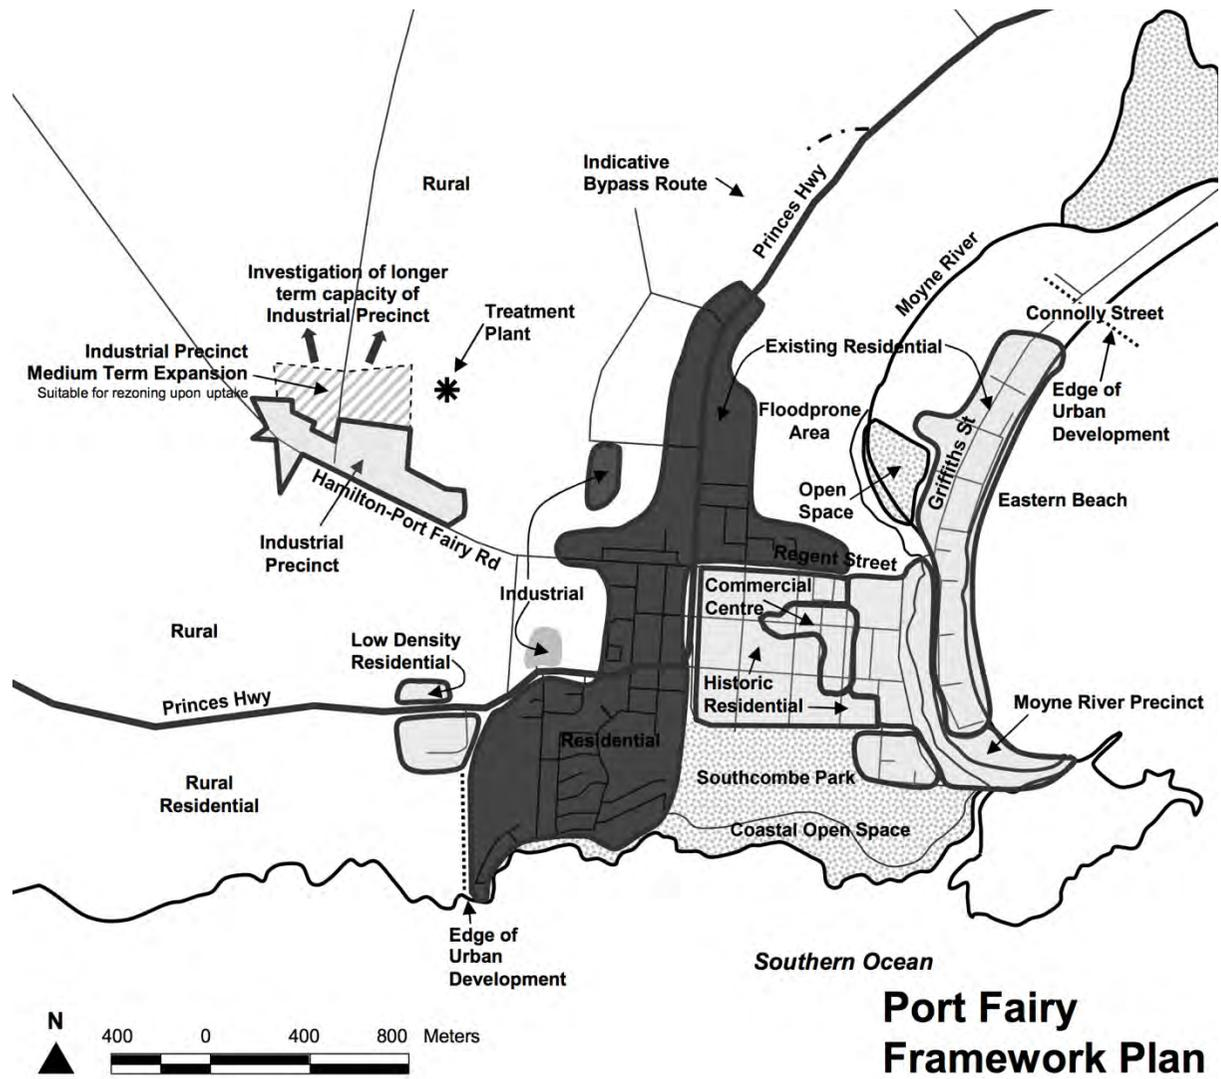 Indicative
Bypass Route
Princes Hwy
Rural
Moyne River
Investigation of longer
term capacity of
Industrial Precinct
Treatment
Plant
Connolly Street
Industrial Precinct
Medium Term Expansion
Suitable for rezoning upon uptake
Existing Residential
Edge of
Urban
Development
Floodprone
Area
Griffiths St
Open
Space
Eastern Beach
Hamilton-Port Fairy Rd
Industrial
Precinct
Regent Street
Industrial
Commercial
Centre
Rural
Low Density
Residential
Historic
Residential
Princes Hwy
Moyne River Precinct
Residential
Rural
Residential
Southcombe Park
Coastal Open Space
Edge of
Urban
Development
Southern Ocean
Port Fairy
Framework Plan
N
400 0 400 800 Meters